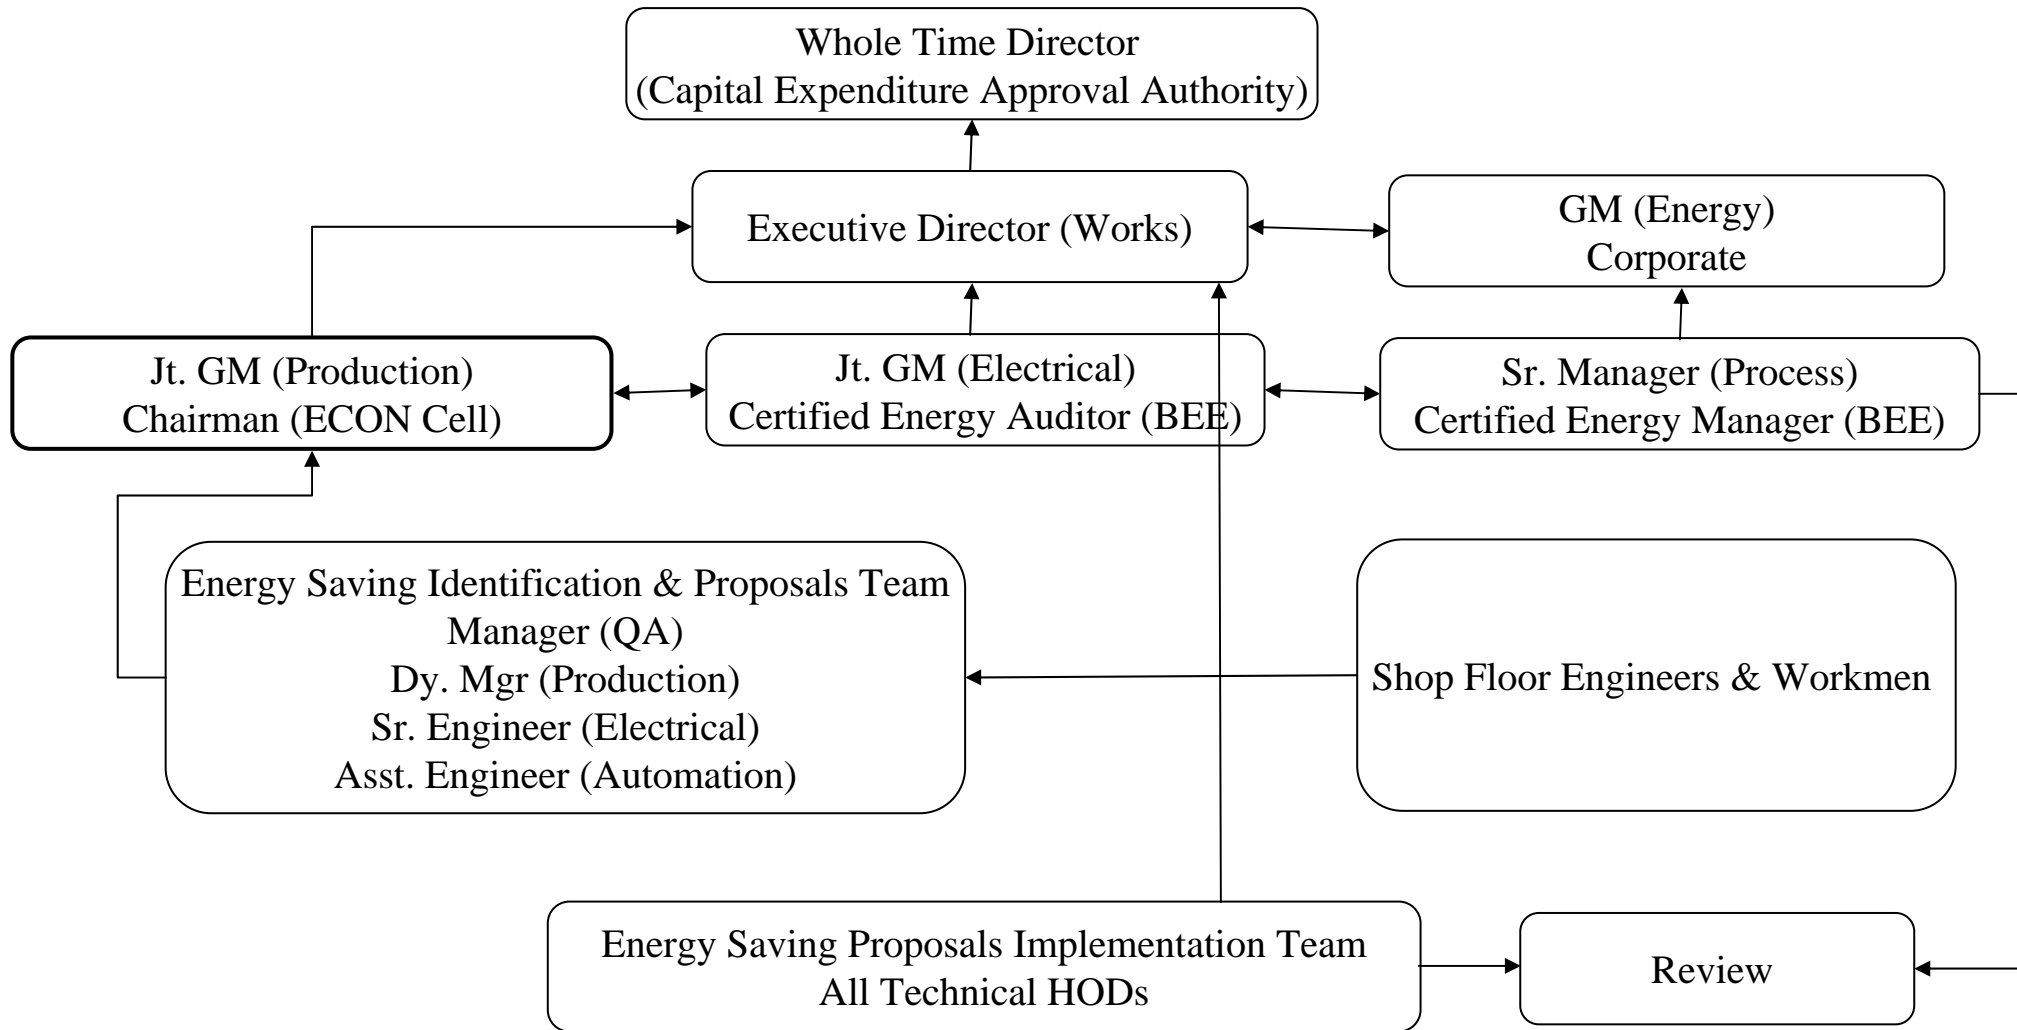 Whole Time Director
(Capital Expenditure Approval Authority)
Executive Director (Works)
GM (Energy)
Corporate
Jt. GM (Production)
Chairman (ECON Cell)
Jt. GM (Electrical)
Certified Energy Auditor (BEE)
Sr. Manager (Process)
Certified Energy Manager (BEE)
Energy Saving Identification & Proposals Team
Manager (QA)
Dy. Mgr (Production)
Sr. Engineer (Electrical)
Asst. Engineer (Automation)
Shop Floor Engineers & Workmen
Energy Saving Proposals Implementation Team
All Technical HODs
Review